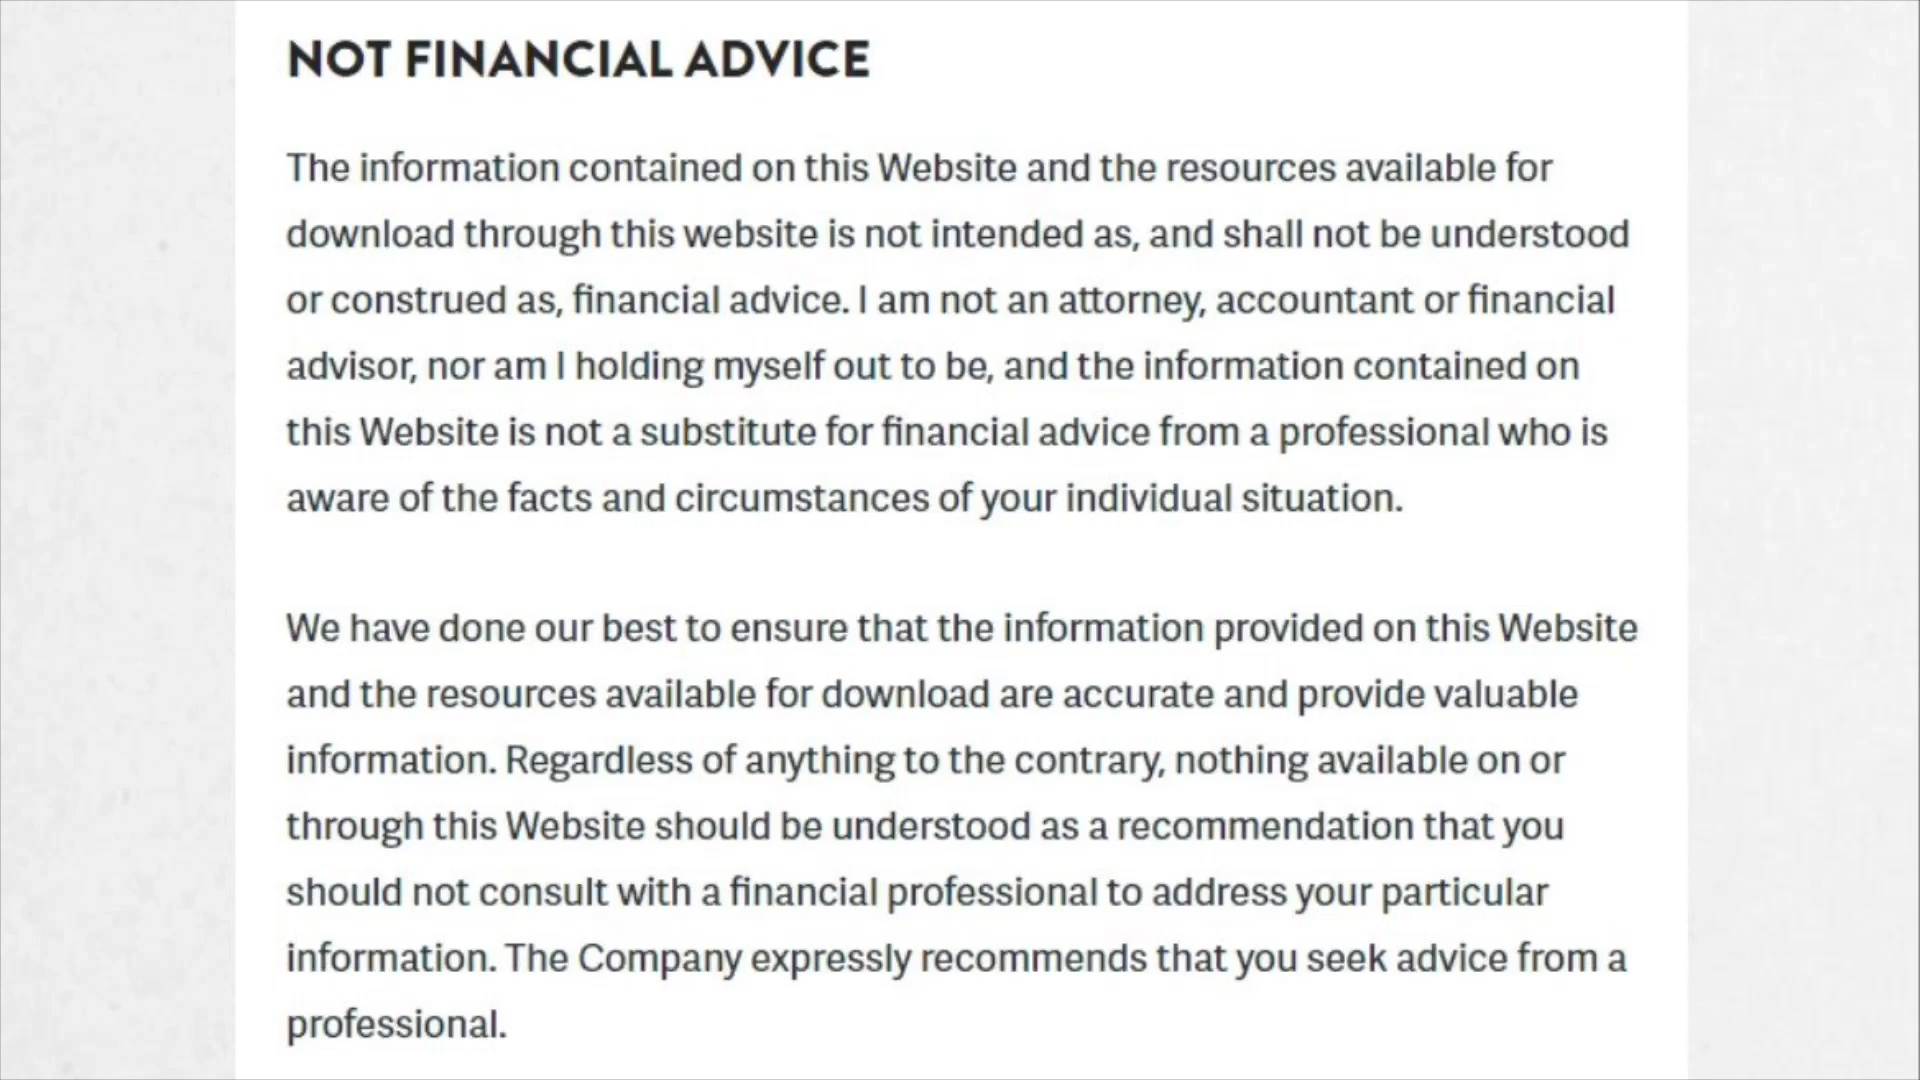 NOT FINANCIAL ADVICE
The information contained on this Website and the resources available for
download through this website is not intended as, and shall not be understood
or construed as, financial advice. I am not an attorney, accountant or financial
advisor, nor am I holding myself out to be, and the information contained on
this Website is not a substitute for financial advice from a professional who is
aware of the facts and circumstances of your individual situation.
We have done our best to ensure that the information provided on this Website
and the resources available for download are accurate and provide valuable
information. Regardless of anything to the contrary, nothing available on or
through this Website should be understood as a recommendation that you
should not consult with a financial professional to address your particular
information. The Company expressly recommends that you seek advice from a
professional.